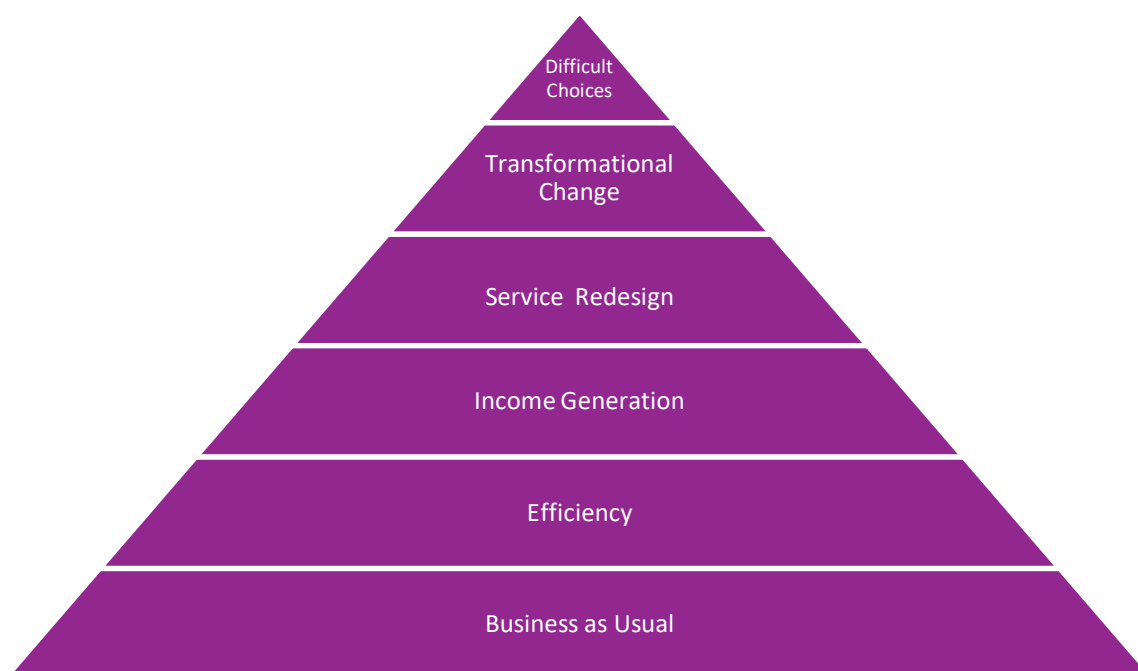 Difficult
Choices
Transformational
Change
Service Redesign
Income Generation
Efficiency
Business as Usual